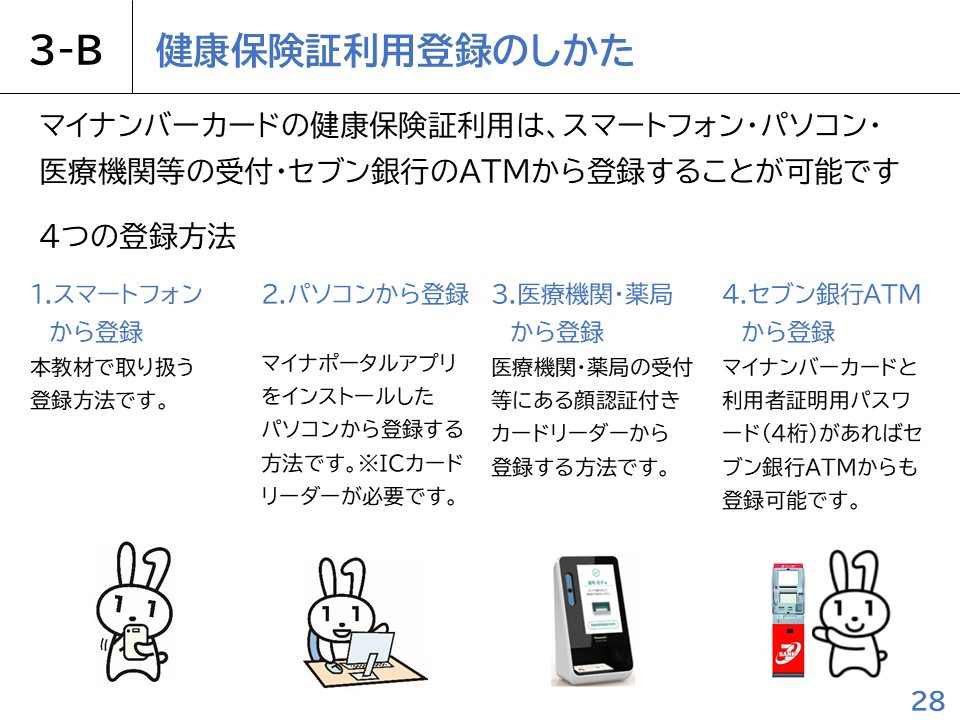 3-B
健康保険証利用登録のしかた
マイナンバーカードの健康保険証利用は、スマートフォン・パソコン・
医療機関等の受付・セブン銀行のATMから登録することが可能です
4つの登録方法
1.スマートフォン
から登録
本教材で取り扱う
登録方法です。
2.パソコンから登録
マイナポータルアプリ
をインストールした
パソコンから登録する
方法です。※ICカード
リーダーが必要です。
3.医療機関・薬局
から登録
医療機関・薬局の受付
等にある顔認証付き
カードリーダーから
登録する方法です。
4.セブン銀行ATM
から登録
マイナンバーカードと
利用者証明用パスワ
ード（4桁）があればセ
ブン銀行ATMからも
登録可能です。
BANK
28